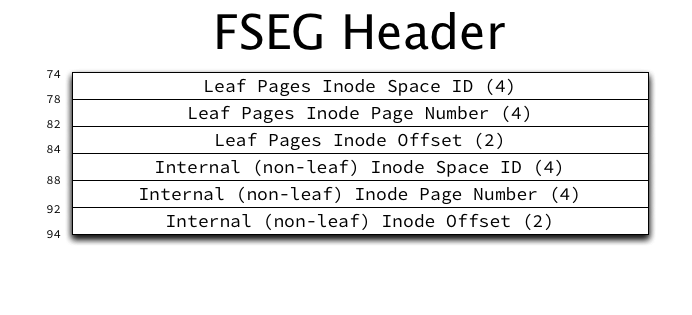 FSEG Header
74
Leaf Pages Inode Space ID (4)
78
Leaf Pages Inode Page Number (4)
82
Leaf Pages Inode Offset (2)
84
Internal (non-leaf) Inode Space ID (4)
88
Internal (non-leaf) Inode Page Number (4)
92
Internal (non-leaf) Inode Offset (2)
94